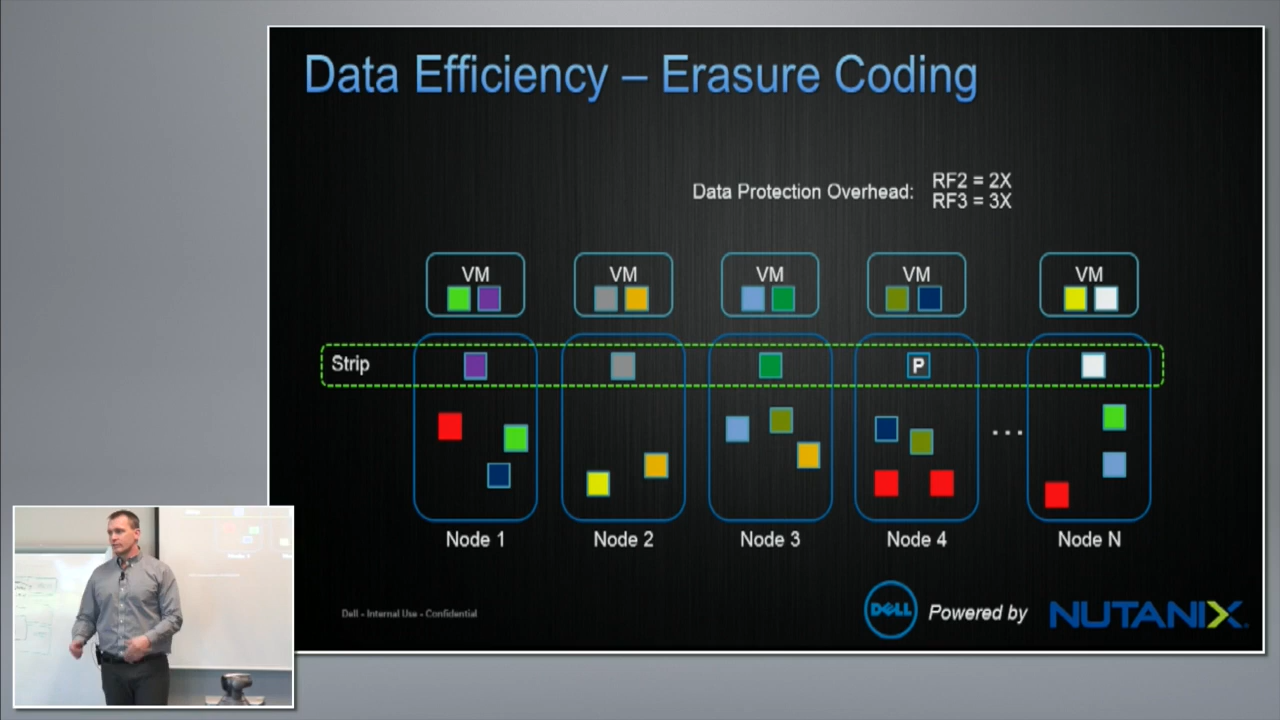 Data Efficiency – Erasure Coding
Data Protection Overhead:
RF2 = 2X
RF3 = 3X
VM
VM
VM
VM
VM
Strip
P
...
Node 1
Node 2
Node 3
Node 4
Node N
Dell - Internal Use - Confidential
DELL
Powered by
NUTANIX.